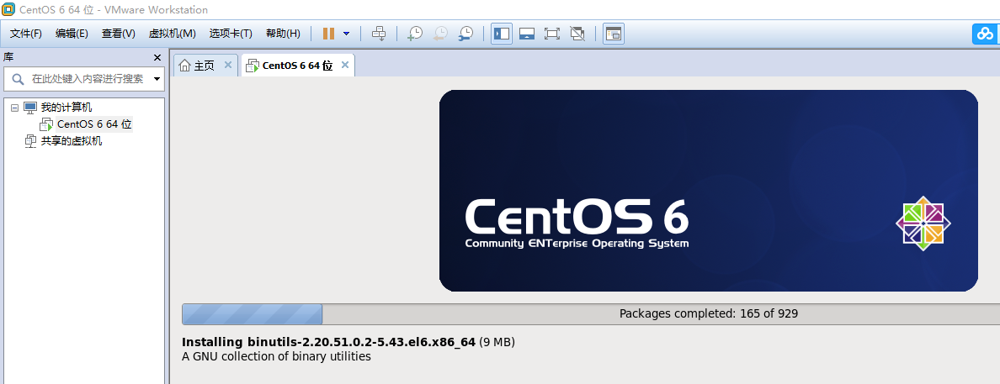 CentOS 6 64 位 - VMware Workstation
文件(F) 编辑(E) 查看(V) 虚拟机(M) 选项卡(T) 帮助(H)
库
主页 CentOS 6 64 位
在此处键入内容进行搜索
我的计算机
CentOS 6 64 位
共享的虚拟机
CentOS 6
Community ENTerprise Operating System
Packages completed: 165 of 929
Installing binutils-2.20.51.0.2-5.43.el6.x86_64 (9 MB)
A GNU collection of binary utilities